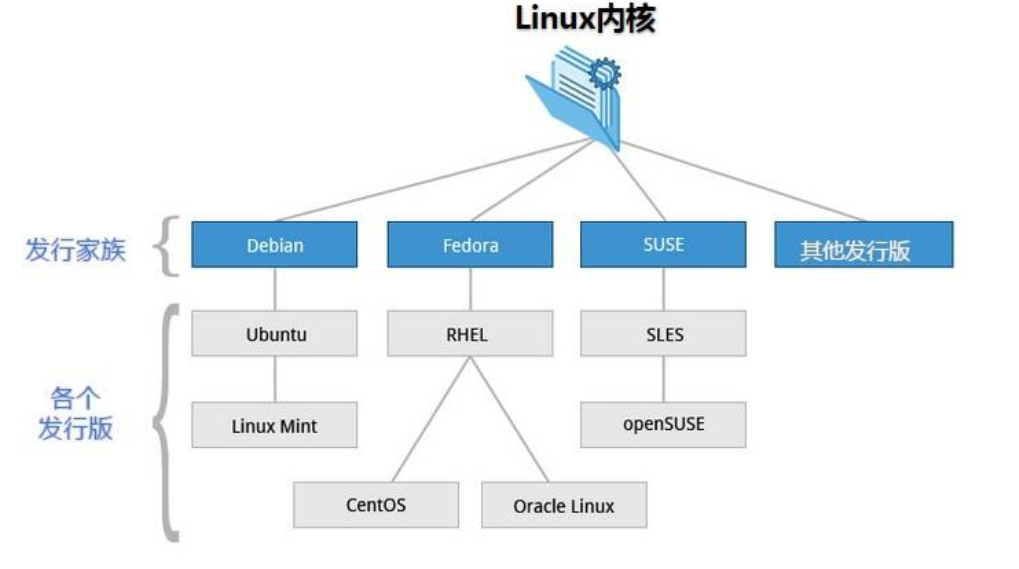 Linux内核
发行家族
Debian
Fedora
SUSE
其他发行版
Ubuntu
RHEL
SLES
各个
发行版
Linux Mint
openSUSE
CentOS
Oracle Linux